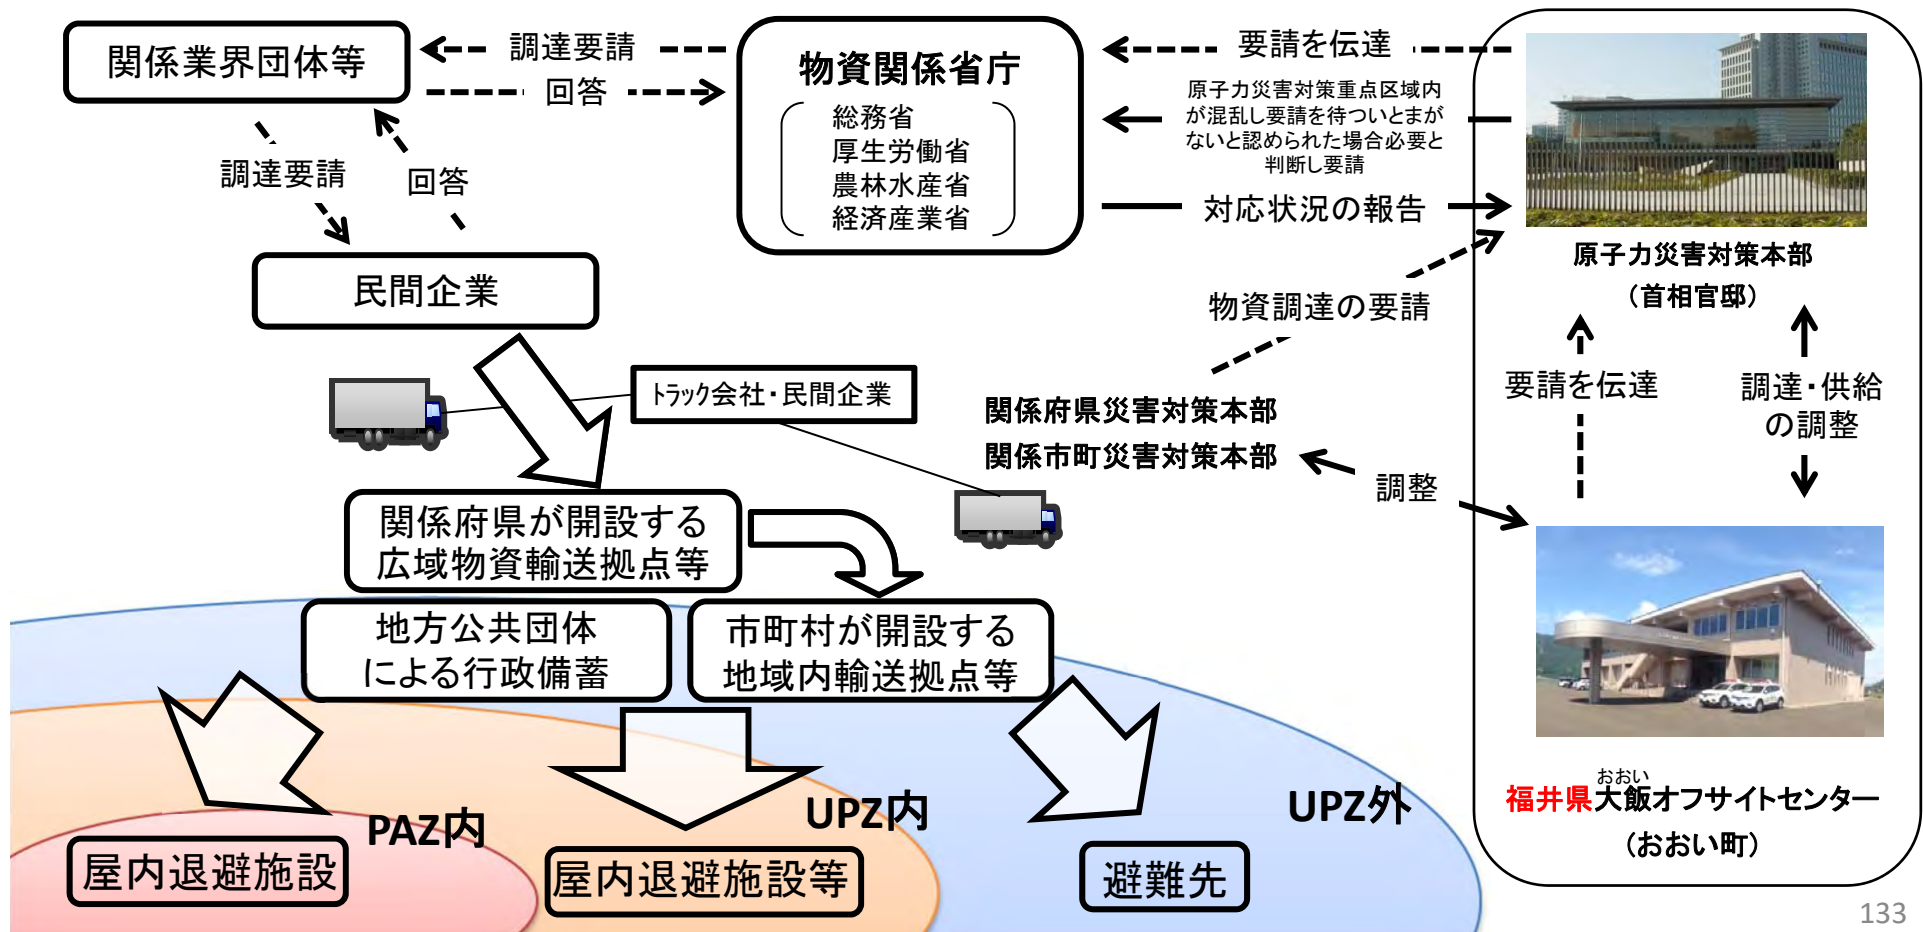 関係業界団体等
調達要請
回答
物資関係省庁
総務省
厚生労働省
農林水産省
経済産業省
要請を伝達
原子力災害対策重点区域内
が混乱し要請を待ついとまが
ないと認められた場合必要と
判断し要請
対応状況の報告
原子力災害対策本部
(首相官邸)
調達要請
回答
民間企業
物資調達の要請
トラック会社・民間企業
要請を伝達
調達・供給
の調整
関係府県災害対策本部
関係市町災害対策本部
調整
関係府県が開設する
広域物資輸送拠点等
地方公共団体
による行政備蓄
市町村が開設する
地域内輸送拠点等
おおい
福井県大飯オフサイトセンター
(おおい町)
PAZ内
UPZ内
UPZ外
屋内退避施設
屋内退避施設等
避難先
133